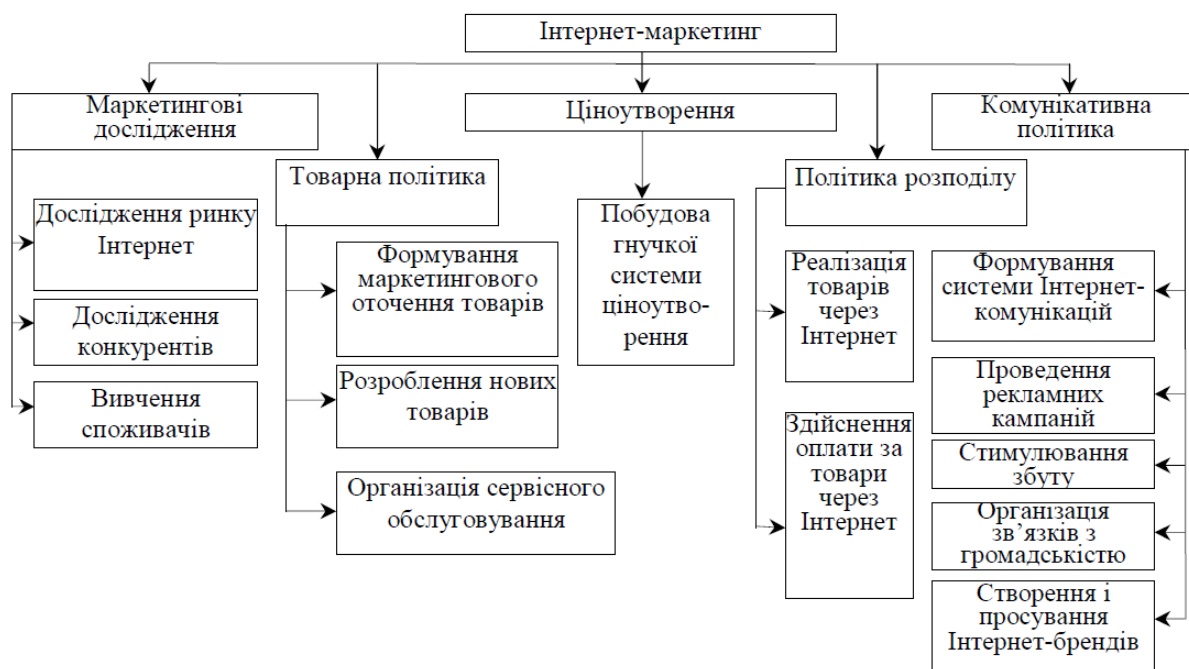 Інтернет-маркетинг
Маркетингові
дослідження
Ціноутворення
Комунікативна
політика
Товарна політика
Політика розподілу
Дослідження ринку
Інтернет
Дослідження
конкурентів
Вивчення
споживачів
Формування
маркетингового
оточення товарів
Розроблення нових
товарів
Організація сервісного
обслуговування
Побудова
гнучкої
системи
ціноутво-
рення
Реалізація
товарів
через
Інтернет
Здійснення
оплати за
товари
через
Інтернет
Формування
системи Інтернет-
комунікацій
Проведення
рекламних
кампаній
Стимулювання
збуту
Організація
зв’язків з
громадськістю
Створення і
просування
Інтернет-брендів